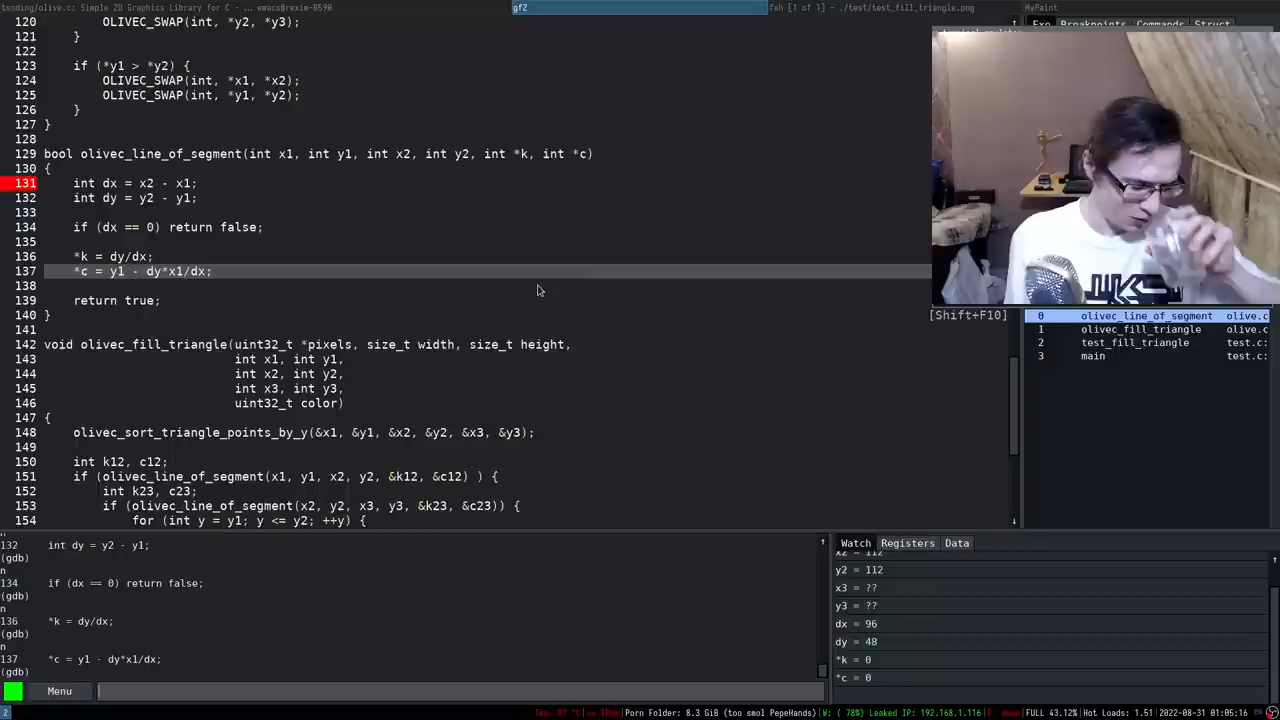 tsoding/olive.c: Simple 2D Graphics Library for C - ... emacs@rexim-B590
gf2
feh [1 of 1] - ./test/test_fill_triangle.png
MyPaint
120 OLIVEC_SWAP(int, *y2, *y3);
121 }
122
123 if (*y1 > *y2) {
124 OLIVEC_SWAP(int, *x1, *x2);
125 OLIVEC_SWAP(int, *y1, *y2);
126 }
127 }
128
129 bool olivec_line_of_segment(int x1, int y1, int x2, int y2, int *k, int *c)
130 {
131 int dx = x2 - x1;
132 int dy = y2 - y1;
133
134 if (dx == 0) return false;
135
136 *k = dy/dx;
137 *c = y1 - dy*x1/dx;
138
139 return true;
140 }
141
142 void olivec_fill_triangle(uint32_t *pixels, size_t width, size_t height,
143 int x1, int y1,
144 int x2, int y2,
145 int x3, int y3,
146 uint32_t color)
147 {
148 olivec_sort_triangle_points_by_y(&x1, &y1, &x2, &y2, &x3, &y3);
149
150 int k12, c12;
151 if (olivec_line_of_segment(x1, y1, x2, y2, &k12, &c12) ) {
152 int k23, c23;
153 if (olivec_line_of_segment(x2, y2, x3, y3, &k23, &c23)) {
154 for (int y = y1; y <= y2; ++y) {
Exe Breakpoints Commands Struct
[Shift+F10]
0 olivec_line_of_segment olive.c
1 olivec_fill_triangle olive.c
2 test_fill_triangle test.c:
3 main test.c:
n
132 int dy = y2 - y1;
(gdb)
n
134 if (dx == 0) return false;
(gdb)
n
136 *k = dy/dx;
(gdb)
n
137 *c = y1 - dy*x1/dx;
(gdb)
Menu
Watch Registers Data
x2 = 112
y2 = 112
x3 = ??
y3 = ??
dx = 96
dy = 48
*k = 0
*c = 0
2
Porn Folder: 8.3 GiB (too smol PepeHands) W: ( 78%) Leaked IP: 192.168.1.116 E: down FULL 43.12% Hot Loads: 1.51 2022-08-31 01:05:16 EN